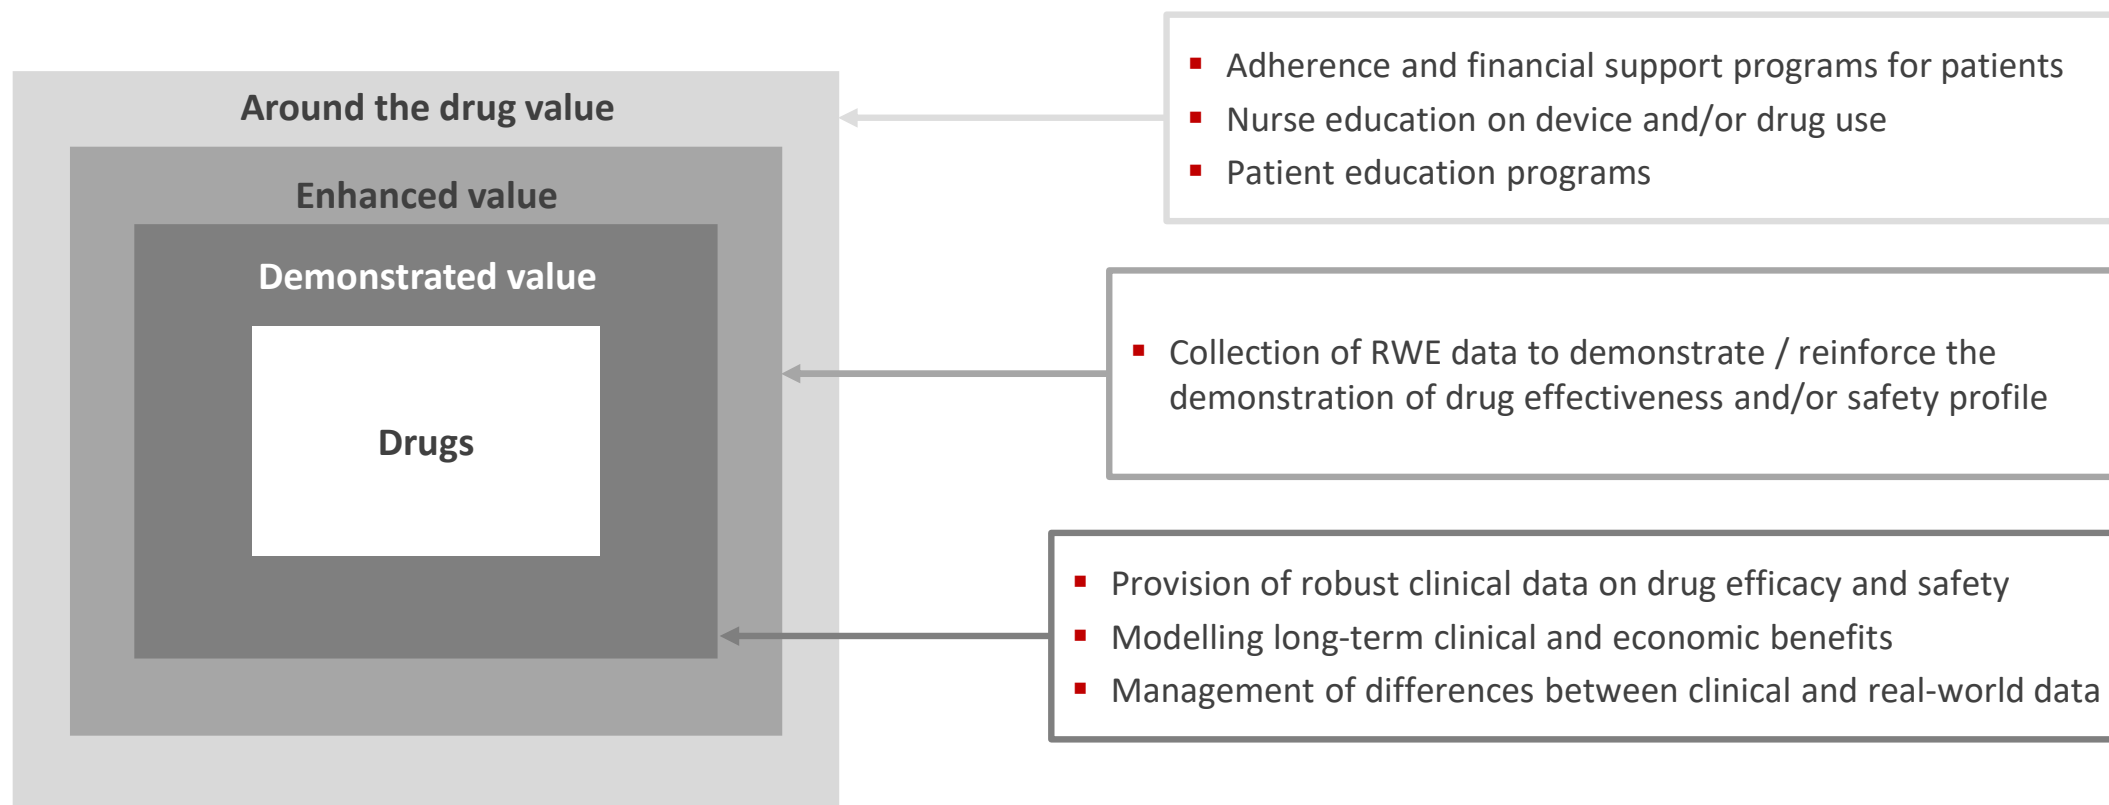 Around the drug value
Enhanced value
Demonstrated value
Drugs
▪ Adherence and financial support programs for patients
▪ Nurse education on device and/or drug use
▪ Patient education programs
▪ Collection of RWE data to demonstrate / reinforce the
demonstration of drug effectiveness and/or safety profile
▪ Provision of robust clinical data on drug efficacy and safety
▪ Modelling long-term clinical and economic benefits
▪ Management of differences between clinical and real-world data